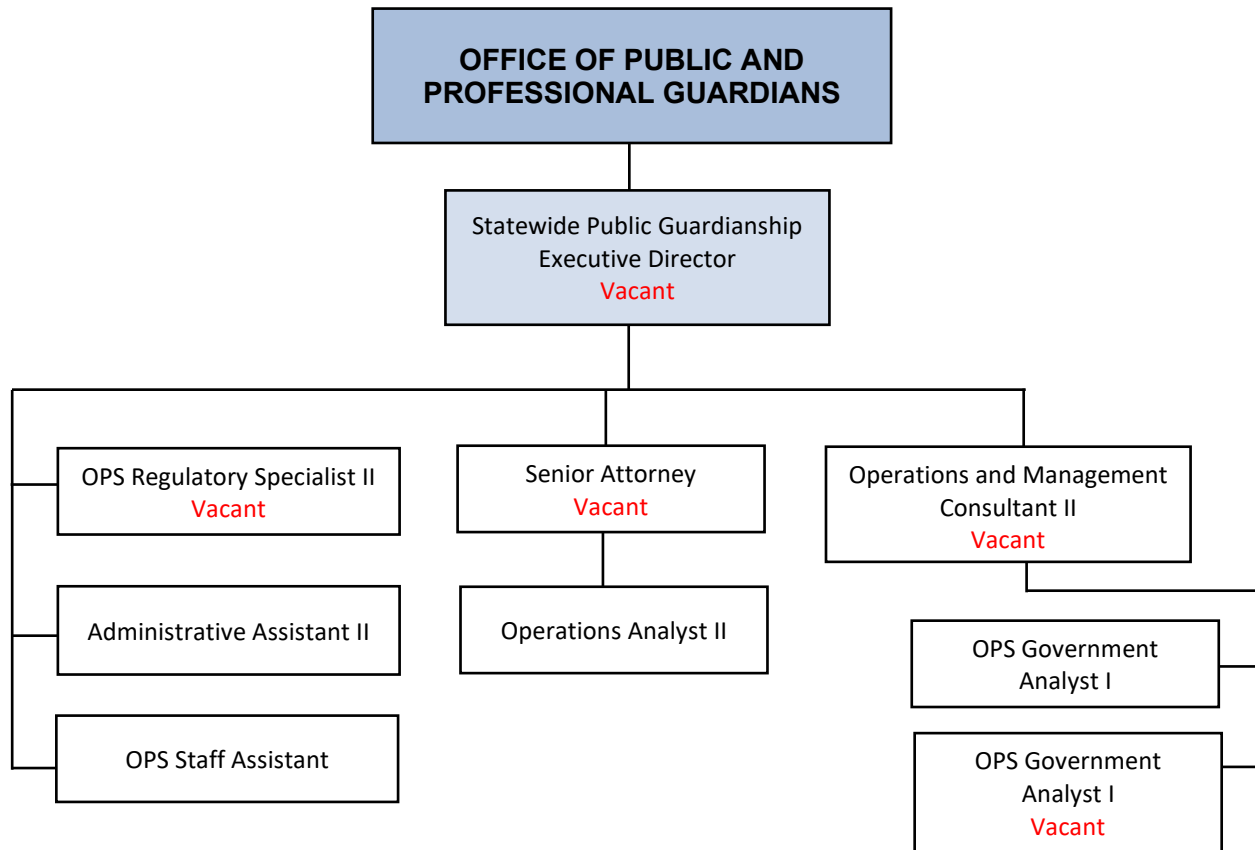 OFFICE OF PUBLIC AND
PROFESSIONAL GUARDIANS
Statewide Public Guardianship
Executive Director
Vacant
OPS Regulatory Specialist II
Vacant
Senior Attorney
Vacant
Operations and Management
Consultant II
Vacant
Administrative Assistant II
Operations Analyst II
OPS Government
Analyst I
OPS Staff Assistant
OPS Government
Analyst I
Vacant